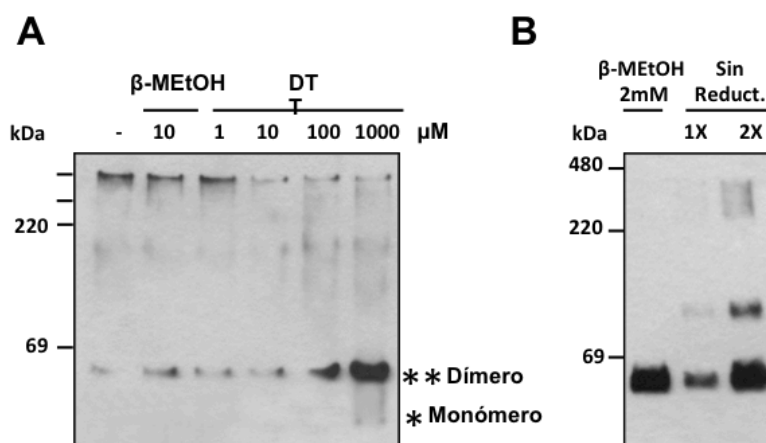 A
β-MEtOH DT
T
kDa - 10 1 10 100 1000 μM
220
69
** Dímero
* Monómero
B
β-MEtOH Sin
2mM Reduct.
kDa 1X 2X
480
220
69